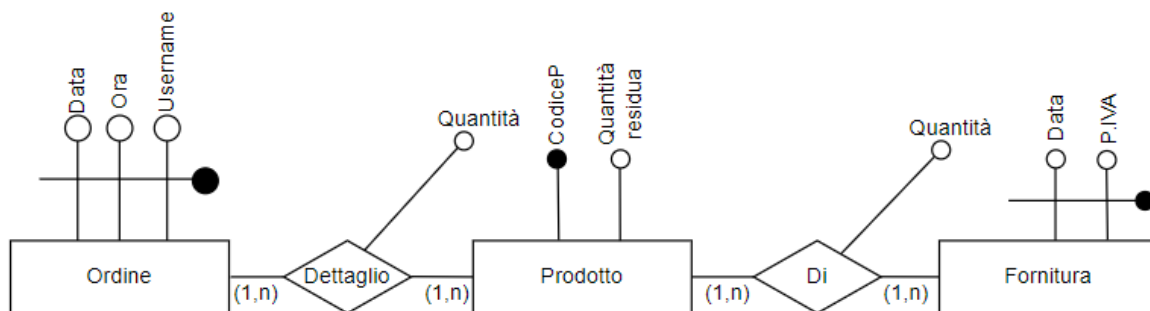 Data
Ora
Username
Quantità
CodiceP
Quantità
residua
Quantità
Data
P.IVA
Ordine
Dettaglio
Prodotto
Di
Fornitura
(1,n)
(1,n)
(1,n)
(1,n)